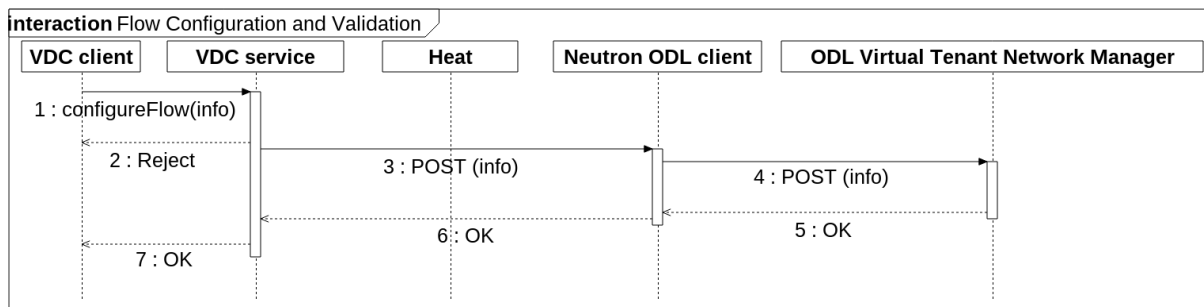 interaction Flow Configuration and Validation
VDC client
VDC service
Heat
Neutron ODL client
ODL Virtual Tenant Network Manager
1 : configureFlow(info)
2 : Reject
3 : POST (info)
4 : POST (info)
5 : OK
6 : OK
7 : OK